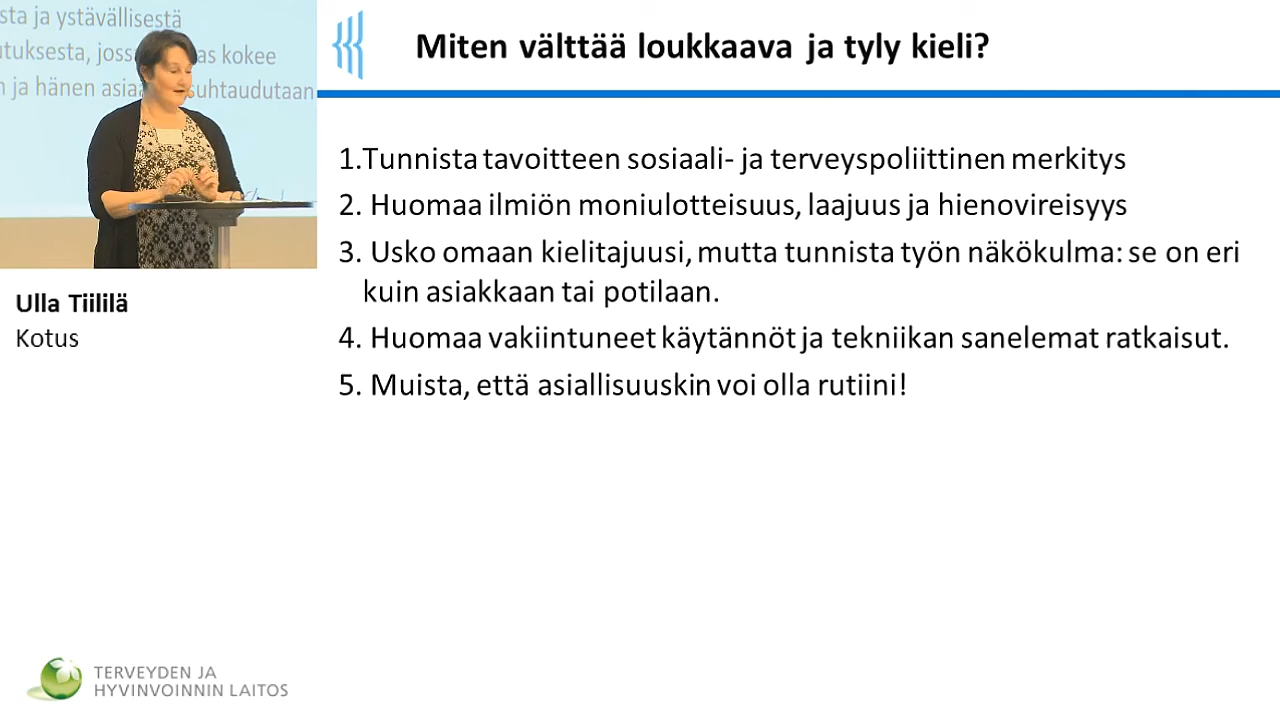 sta ja ystävällisestä
utuksesta, joss as kokee
n ja hänen asiaa suhtaudutaan
Miten välttää loukkaava ja tyly kieli?
1.Tunnista tavoitteen sosiaali- ja terveyspoliittinen merkitys
2. Huomaa ilmiön moniulotteisuus, laajuus ja hienovireisyys
3. Usko omaan kielitajuusi, mutta tunnista työn näkökulma: se on eri
kuin asiakkaan tai potilaan.
4. Huomaa vakiintuneet käytännöt ja tekniikan sanelemat ratkaisut.
5. Muista, että asiallisuuskin voi olla rutiini!
Ulla Tiililä
Kotus
TERVEYDEN JA
HYVINVOINNIN LAITOS